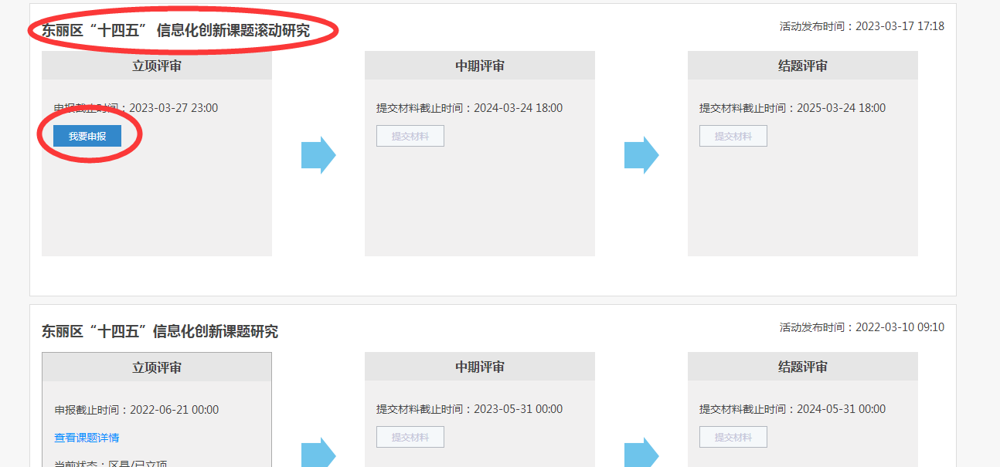 东丽区“十四五” 信息化创新课题滚动研究
活动发布时间：2023-03-17 17:18
立项评审
申报截止时间：2023-03-27 23:00
我要申报
中期评审
提交材料截止时间：2024-03-24 18:00
提交材料
结题评审
提交材料截止时间：2025-03-24 18:00
提交材料
东丽区“十四五”信息化创新课题研究
活动发布时间：2022-03-10 09:10
立项评审
申报截止时间：2022-06-21 00:00
查看课题详情
当前状态：区县/已立项
中期评审
提交材料截止时间：2023-05-31 00:00
提交材料
结题评审
提交材料截止时间：2024-05-31 00:00
提交材料